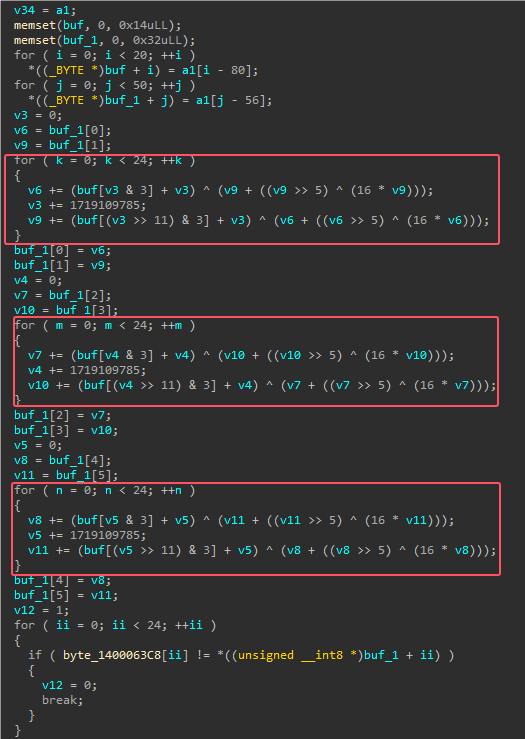 v34 = a1;
memset(buf, 0, 0x14uLL);
memset(buf_1, 0, 0x32uLL);
for ( i = 0; i < 20; ++i )
*((_BYTE *)buf + i) = a1[i - 80];
for ( j = 0; j < 50; ++j )
*((_BYTE *)buf_1 + j) = a1[j - 56];
v3 = 0;
v6 = buf_1[0];
v9 = buf_1[1];
for ( k = 0; k < 24; ++k )
{
v6 += (buf[v3 & 3] + v3) ^ (v9 + ((v9 >> 5) ^ (16 * v9)));
v3 += 1719109785;
v9 += (buf[(v3 >> 11) & 3] + v3) ^ (v6 + ((v6 >> 5) ^ (16 * v6)));
}
buf_1[0] = v6;
buf_1[1] = v9;
v4 = 0;
v7 = buf_1[2];
v10 = buf_1[3];
for ( m = 0; m < 24; ++m )
{
v7 += (buf[v4 & 3] + v4) ^ (v10 + ((v10 >> 5) ^ (16 * v10)));
v4 += 1719109785;
v10 += (buf[(v4 >> 11) & 3] + v4) ^ (v7 + ((v7 >> 5) ^ (16 * v7)));
}
buf_1[2] = v7;
buf_1[3] = v10;
v5 = 0;
v8 = buf_1[4];
v11 = buf_1[5];
for ( n = 0; n < 24; ++n )
{
v8 += (buf[v5 & 3] + v5) ^ (v11 + ((v11 >> 5) ^ (16 * v11)));
v5 += 1719109785;
v11 += (buf[(v5 >> 11) & 3] + v5) ^ (v8 + ((v8 >> 5) ^ (16 * v8)));
}
buf_1[4] = v8;
buf_1[5] = v11;
v12 = 1;
for ( ii = 0; ii < 24; ++ii )
{
if ( byte_1400063C8[ii] != *((unsigned __int8 *)buf_1 + ii) )
{
v12 = 0;
break;
}
}